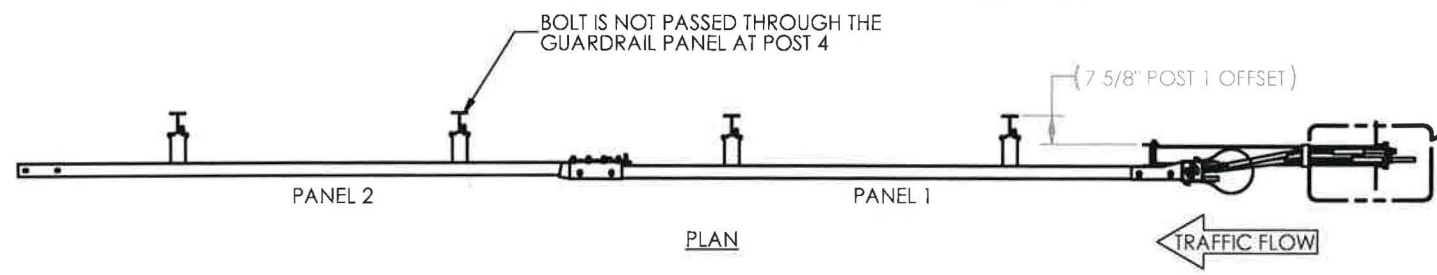 BOLT IS NOT PASSED THROUGH THE
GUARDRAIL PANEL AT POST 4
(7 5/8" POST 1 OFFSET)
PANEL 2
PANEL 1
PLAN
TRAFFIC FLOW